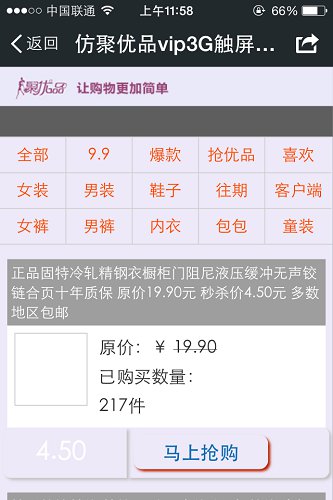 中国联通 上午11:58 66%
返回 仿聚优品vip3G触屏...
聚优品 让购物更加简单
全部 9.9 爆款 抢优品 喜欢
女装 男装 鞋子 往期 客户端
女裤 男裤 内衣 包包 童装
正品固特冷轧精钢衣橱柜门阻尼液压缓冲无声铰
链合页十年质保 原价19.90元 秒杀价4.50元 多数
地区包邮
原价：￥ 19.90
已购买数量：
217件
4.50 马上抢购